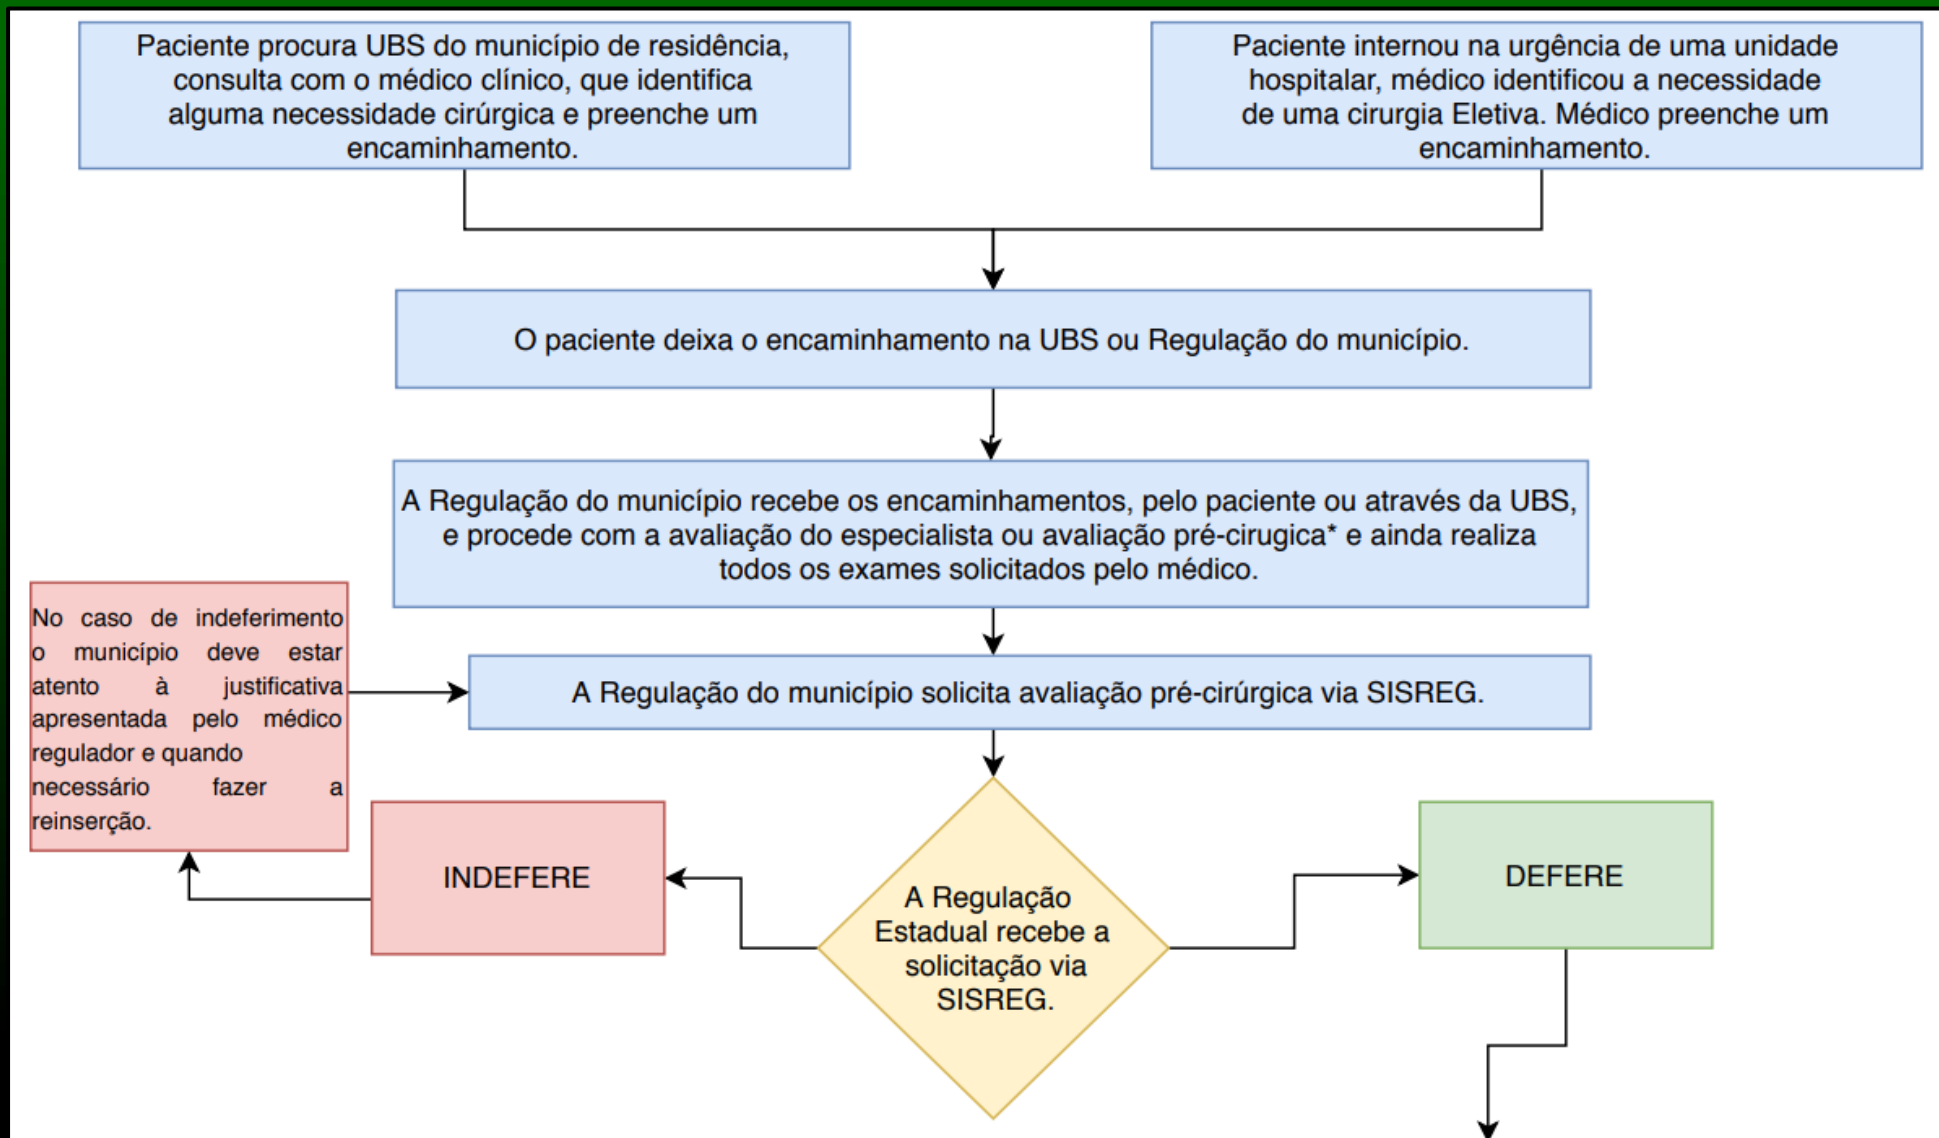 Paciente procura UBS do município de residência,
consulta com o médico clínico, que identifica
alguma necessidade cirúrgica e preenche um
encaminhamento.
Paciente internou na urgência de uma unidade
hospitalar, médico identificou a necessidade
de uma cirurgia Eletiva. Médico preenche um
encaminhamento.
O paciente deixa o encaminhamento na UBS ou Regulação do município.
A Regulação do município recebe os encaminhamentos, pelo paciente ou através da UBS,
e procede com a avaliação do especialista ou avaliação pré-cirugica* e ainda realiza
todos os exames solicitados pelo médico.
No caso de indeferimento
o município deve estar
atento à justificativa
apresentada pelo médico
regulador e quando
necessário fazer a
reinserção.
A Regulação do município solicita avaliação pré-cirúrgica via SISREG.
INDEFERE
A Regulação
Estadual recebe a
solicitação via
SISREG.
DEFERE